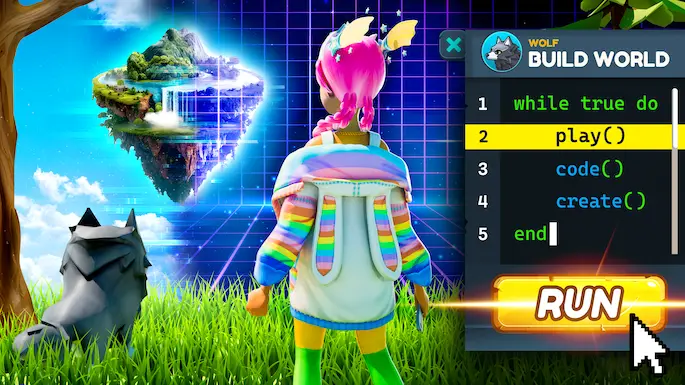 WOLF
BUILD WORLD
1 while true do
2 play()
3 code()
4 create()
5 end
RUN